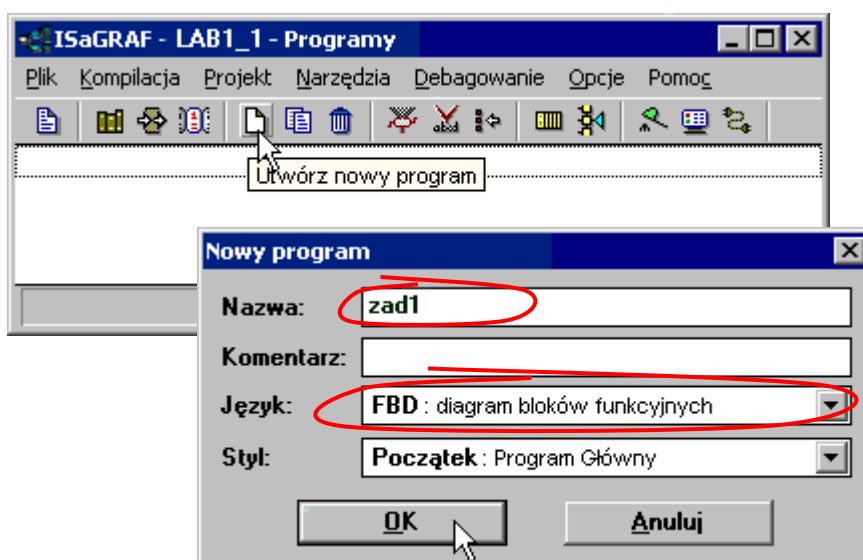 ISaGRAF - LAB1_1 - Programy
Plik Kompilacja Projekt Narzędzia Debagowanie Opcje Pomoc
Utwórz nowy program
Nowy program
Nazwa: zad1
Komentarz:
Język: FBD : diagram bloków funkcyjnych
Styl: Początek : Program Główny
OK Anuluj